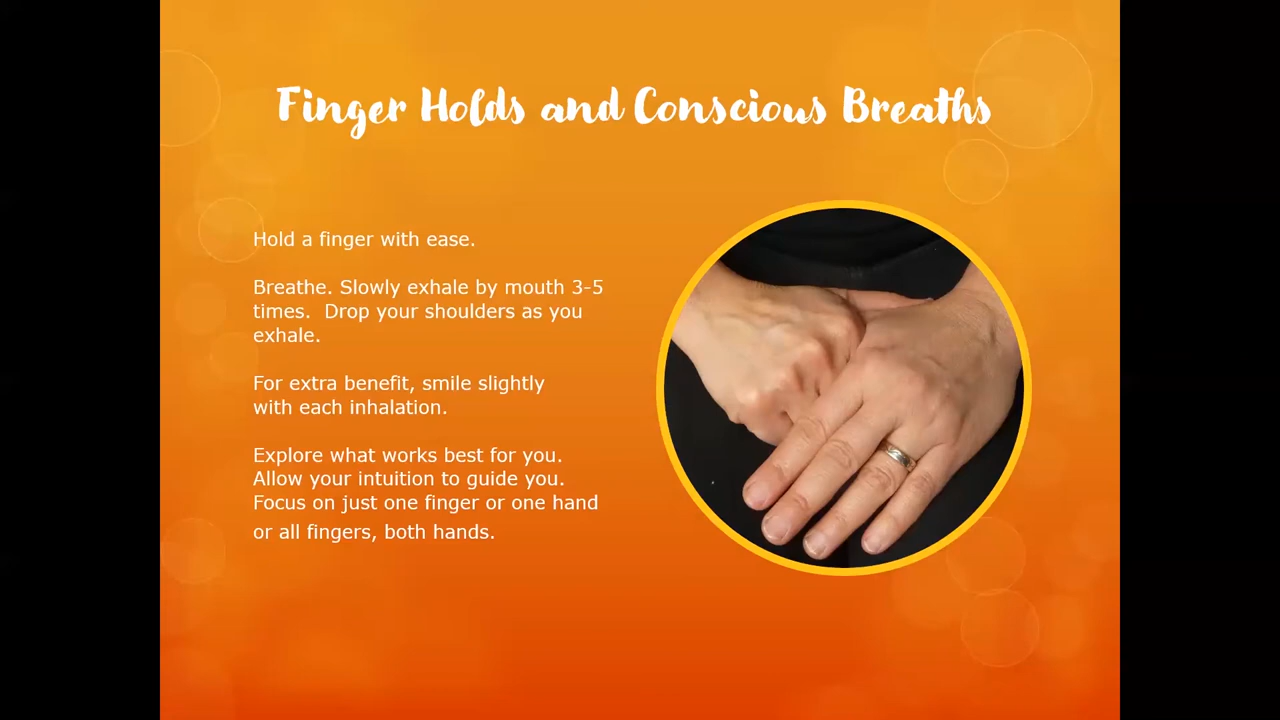 Finger Holds and Conscious Breaths
Hold a finger with ease.
Breathe. Slowly exhale by mouth 3-5
times.  Drop your shoulders as you
exhale.
For extra benefit, smile slightly
with each inhalation.
Explore what works best for you.
Allow your intuition to guide you.
Focus on just one finger or one hand
or all fingers, both hands.